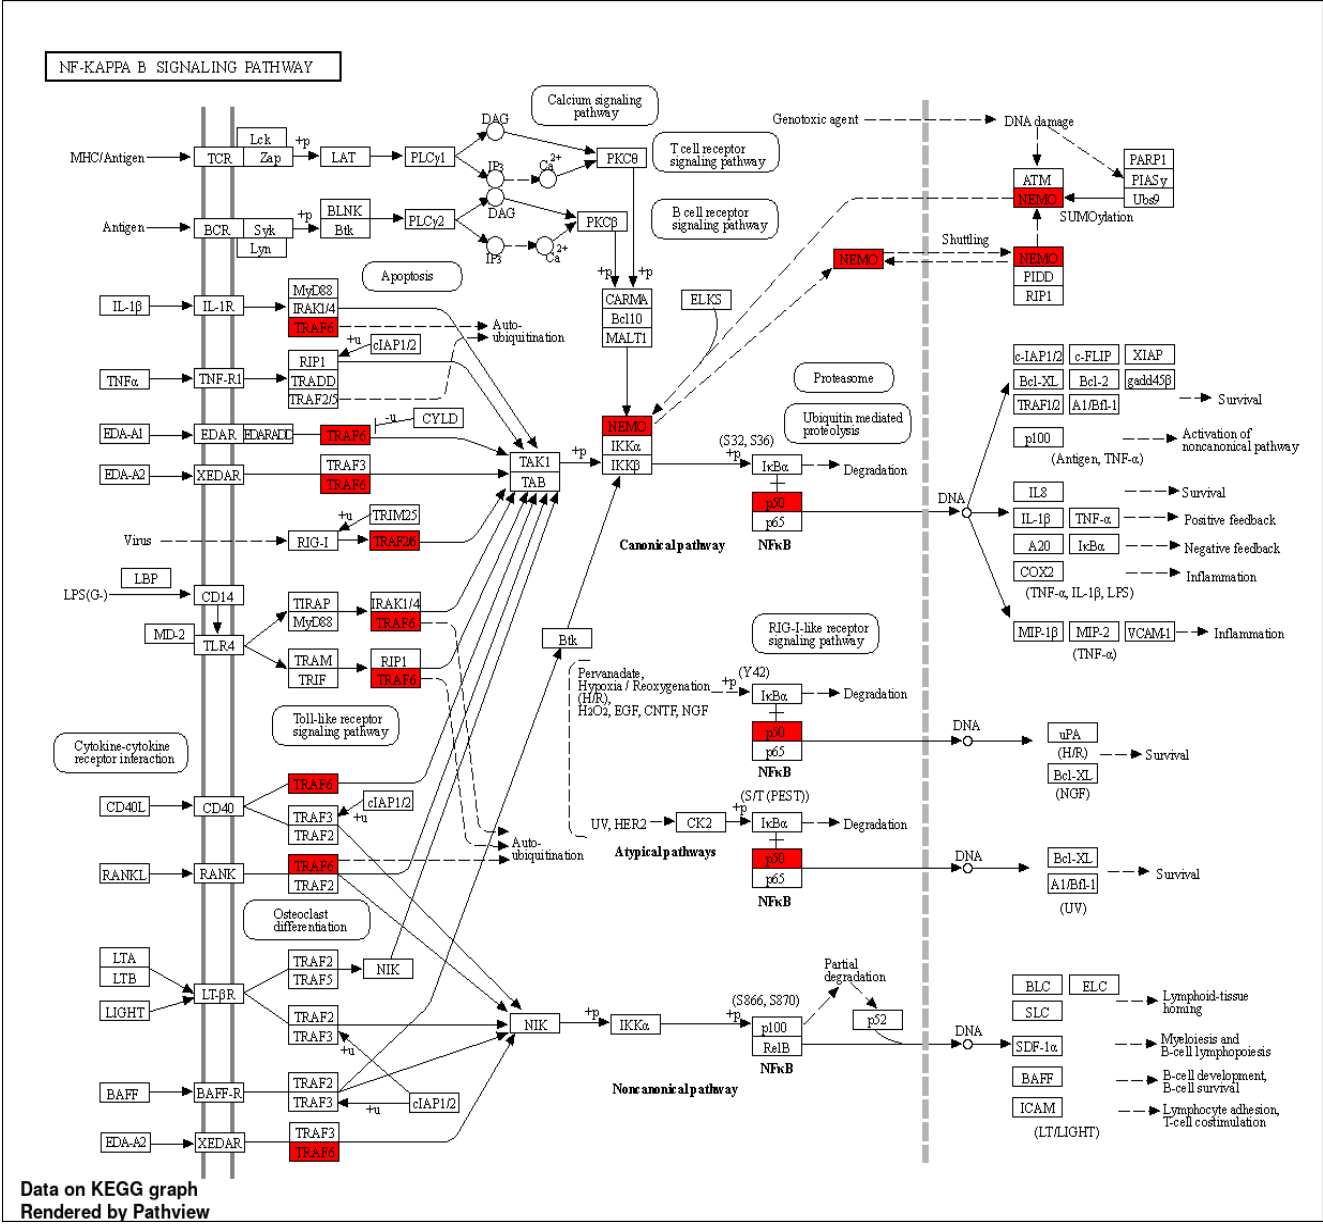 NF-KAPPA B SIGNALING PATHWAY
Calcium signaling
pathway
DAG
Genotoxic agent
DNA damage
Lck
+p
MHC/Antigen
TCR
Zap
LAT
PLCγ1
PKCθ
T cell receptor
signaling pathway
PARP1
IP3
Ca2+
ATM
PIASy
NEMO
Ubs9
BLNK
DAG
SUMOylation
Antigen
BCR
Syk
+p
Btk
PLCγ2
PKCβ
B cell receptor
signaling pathway
Lyn
IP3
Ca2+
Shuttling
NEMO
NEMO
PIDD
RIP1
Apoptosis
+p
+p
IL-1β
IL-1R
MyD88
IRAK1/4
TRAF6
Auto-
ubiquitination
CARMA
Bcl10
MALT1
ELKS
+u
cIAP1/2
TNFα
TNF-R1
RIP1
TRADD
TRAF2/5
c-IAP1/2
c-FLIP
XIAP
Bcl-XL
Bcl-2
gadd45β
TRAF1/2
A1/Bfl-1
Survival
Proteasome
Ubiquitin mediated
proteolysis
-u
CYLD
EDA-A1
EDAR
EDARADD
TRAF6
NEMO
IKKα
IKKβ
p100
Activation of
noncanonical pathway
(Antigen, TNF-α)
EDA-A2
XEDAR
TRAF3
TRAF6
TAK1
TAB
+p
(S32, S36)
+p
IκBα
Degradation
p50
p65
NFκB
DNA
IL8
Survival
IL-1β
TNF-α
Positive feedback
A20
IκBα
Negative feedback
COX2
Inflammation
(TNF-α, IL-1β, LPS)
+u
TRIM25
Virus
RIG-I
TRAF26
Canonical pathway
LBP
LPS(G-)
CD14
TIRAP
MyD88
IRAK1/4
TRAF6
MD-2
TLR4
Btk
RIG-I-like receptor
signaling pathway
MIP-1β
MIP-2
VCAM-1
Inflammation
(TNF-α)
TRAM
TRIF
RIP1
TRAF6
Pervanadate,
Hypoxia / Reoxygenation
(H/R),
H2O2, EGF, CNTF, NGF
+p
(Y42)
IκBα
Degradation
p50
p65
NFκB
DNA
uPA
(H/R)
Bcl-XL
(NGF)
Survival
Toll-like receptor
signaling pathway
Cytokine-cytokine
receptor interaction
TRAF6
CD40L
CD40
TRAF3
TRAF2
cIAP1/2
+u
(S/T (PEST))
UV, HER2
CK2
+p
IκBα
Degradation
Auto-
ubiquitination
Atypical pathways
RANKL
RANK
TRAF6
TRAF2
p50
p65
NFκB
DNA
Bcl-XL
A1/Bfl-1
(UV)
Survival
Osteoclast
differentiation
LTA
LTB
LIGHT
LT-βR
TRAF2
TRAF5
NIK
TRAF2
TRAF3
+u
NIK
+p
IKKα
+p
(S866, S870)
p100
RelB
NFκB
Partial
degradation
p52
DNA
BLC
ELC
SLC
Lymphoid-tissue
homing
SDF-1α
Myeloiesis and
B-cell lymphopoiesis
BAFF
B-cell development,
B-cell survival
ICAM
Lymphocyte adhesion,
T-cell costimulation
(LT/LIGHT)
Noncanonical pathway
BAFF
BAFF-R
TRAF2
TRAF3
+u
cIAP1/2
EDA-A2
XEDAR
TRAF3
TRAF6
Data on KEGG graph
Rendered by Pathview